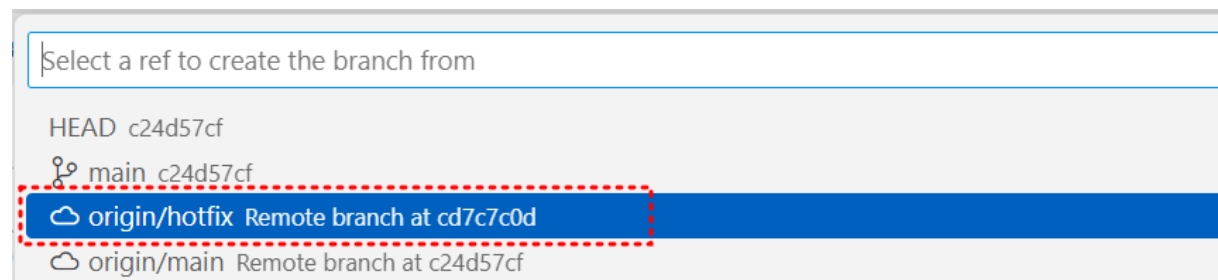 Select a ref to create the branch from
HEAD c24d57cf
main c24d57cf
origin/hotfix Remote branch at cd7c7c0d
origin/main Remote branch at c24d57cf